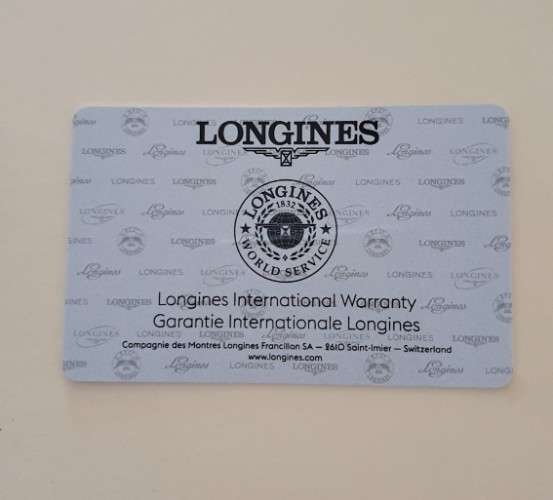 LONGINES
LONGINES
1832
WORLD SERVICE
Longines International Warranty
Garantie Internationale Longines
Compagnie des Montres Longines Francillon SA — 2610 Saint-Imier — Switzerland
www.longines.com